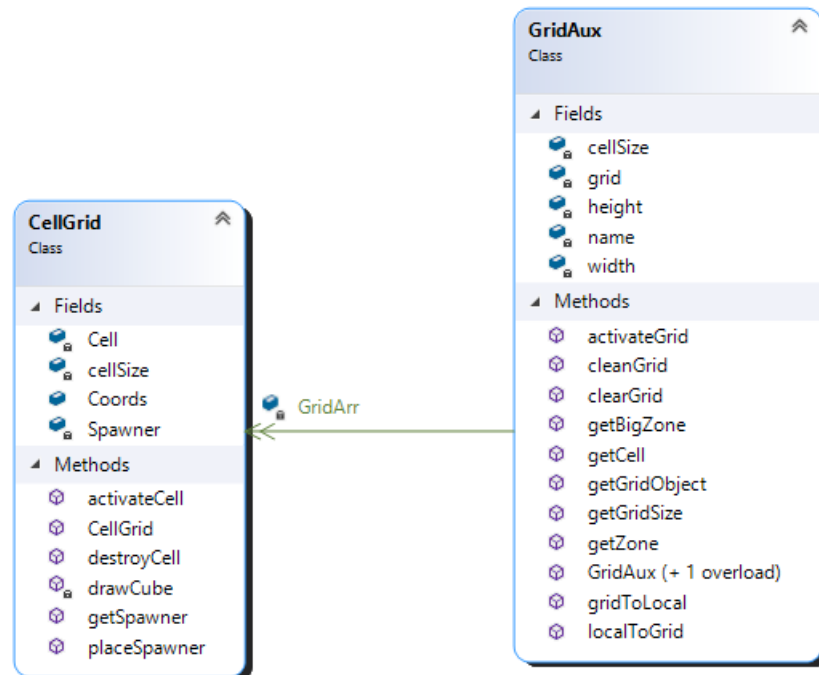 CellGrid
Class
Fields
Cell
cellSize
Coords
Spawner
Methods
activateCell
CellGrid
destroyCell
drawCube
getSpawner
placeSpawner
GridArr
GridAux
Class
Fields
cellSize
grid
height
name
width
Methods
activateGrid
cleanGrid
clearGrid
getBigZone
getCell
getGridObject
getGridSize
getZone
GridAux (+ 1 overload)
gridToLocal
localToGrid